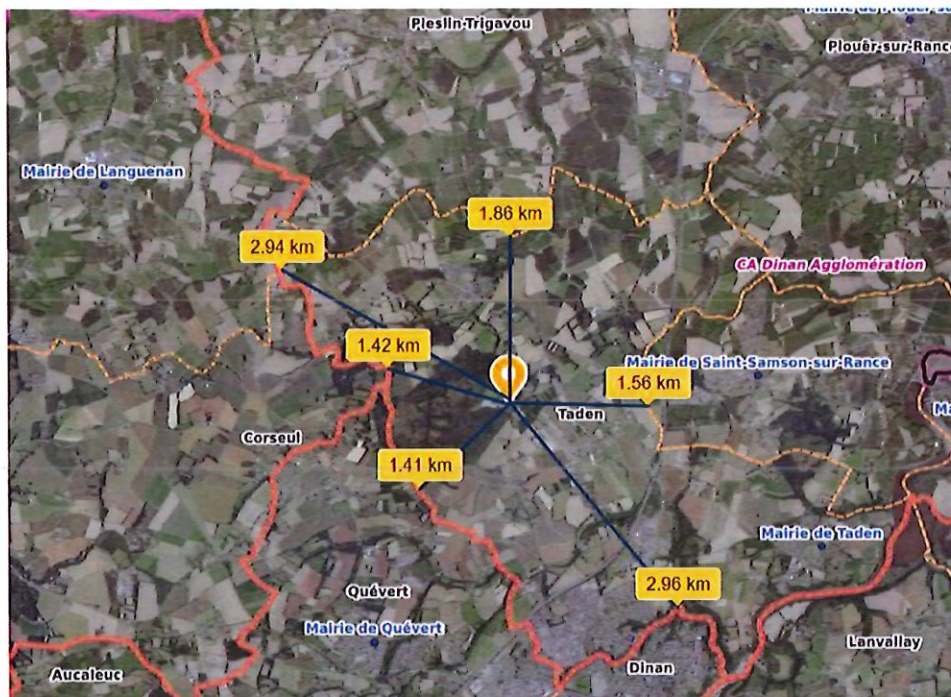 Pleslin-Trigavou
Plouër-sur-Rance
Mairie de Languenan
1.86 km
2.94 km
CA Dinan Agglomération
1.42 km
Mairie de Saint-Samson-sur-Rance
1.56 km
Taden
Corseul
1.41 km
Mairie de Taden
2.96 km
Quévert
Mairie de Quévert
Lanvallay
Aucaleuc
Dinan